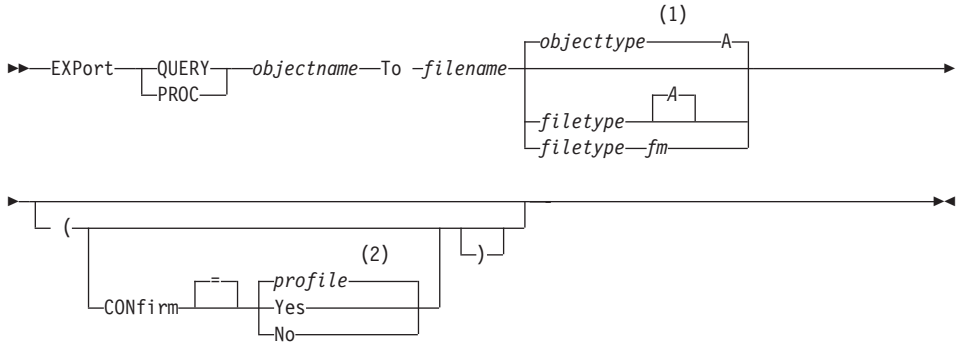 (1)
objecttype A
EXPort QUERY objectname To filename
PROC
A
filetype
filetype fm
(
)
(2)
= profile
CONfirm Yes
No